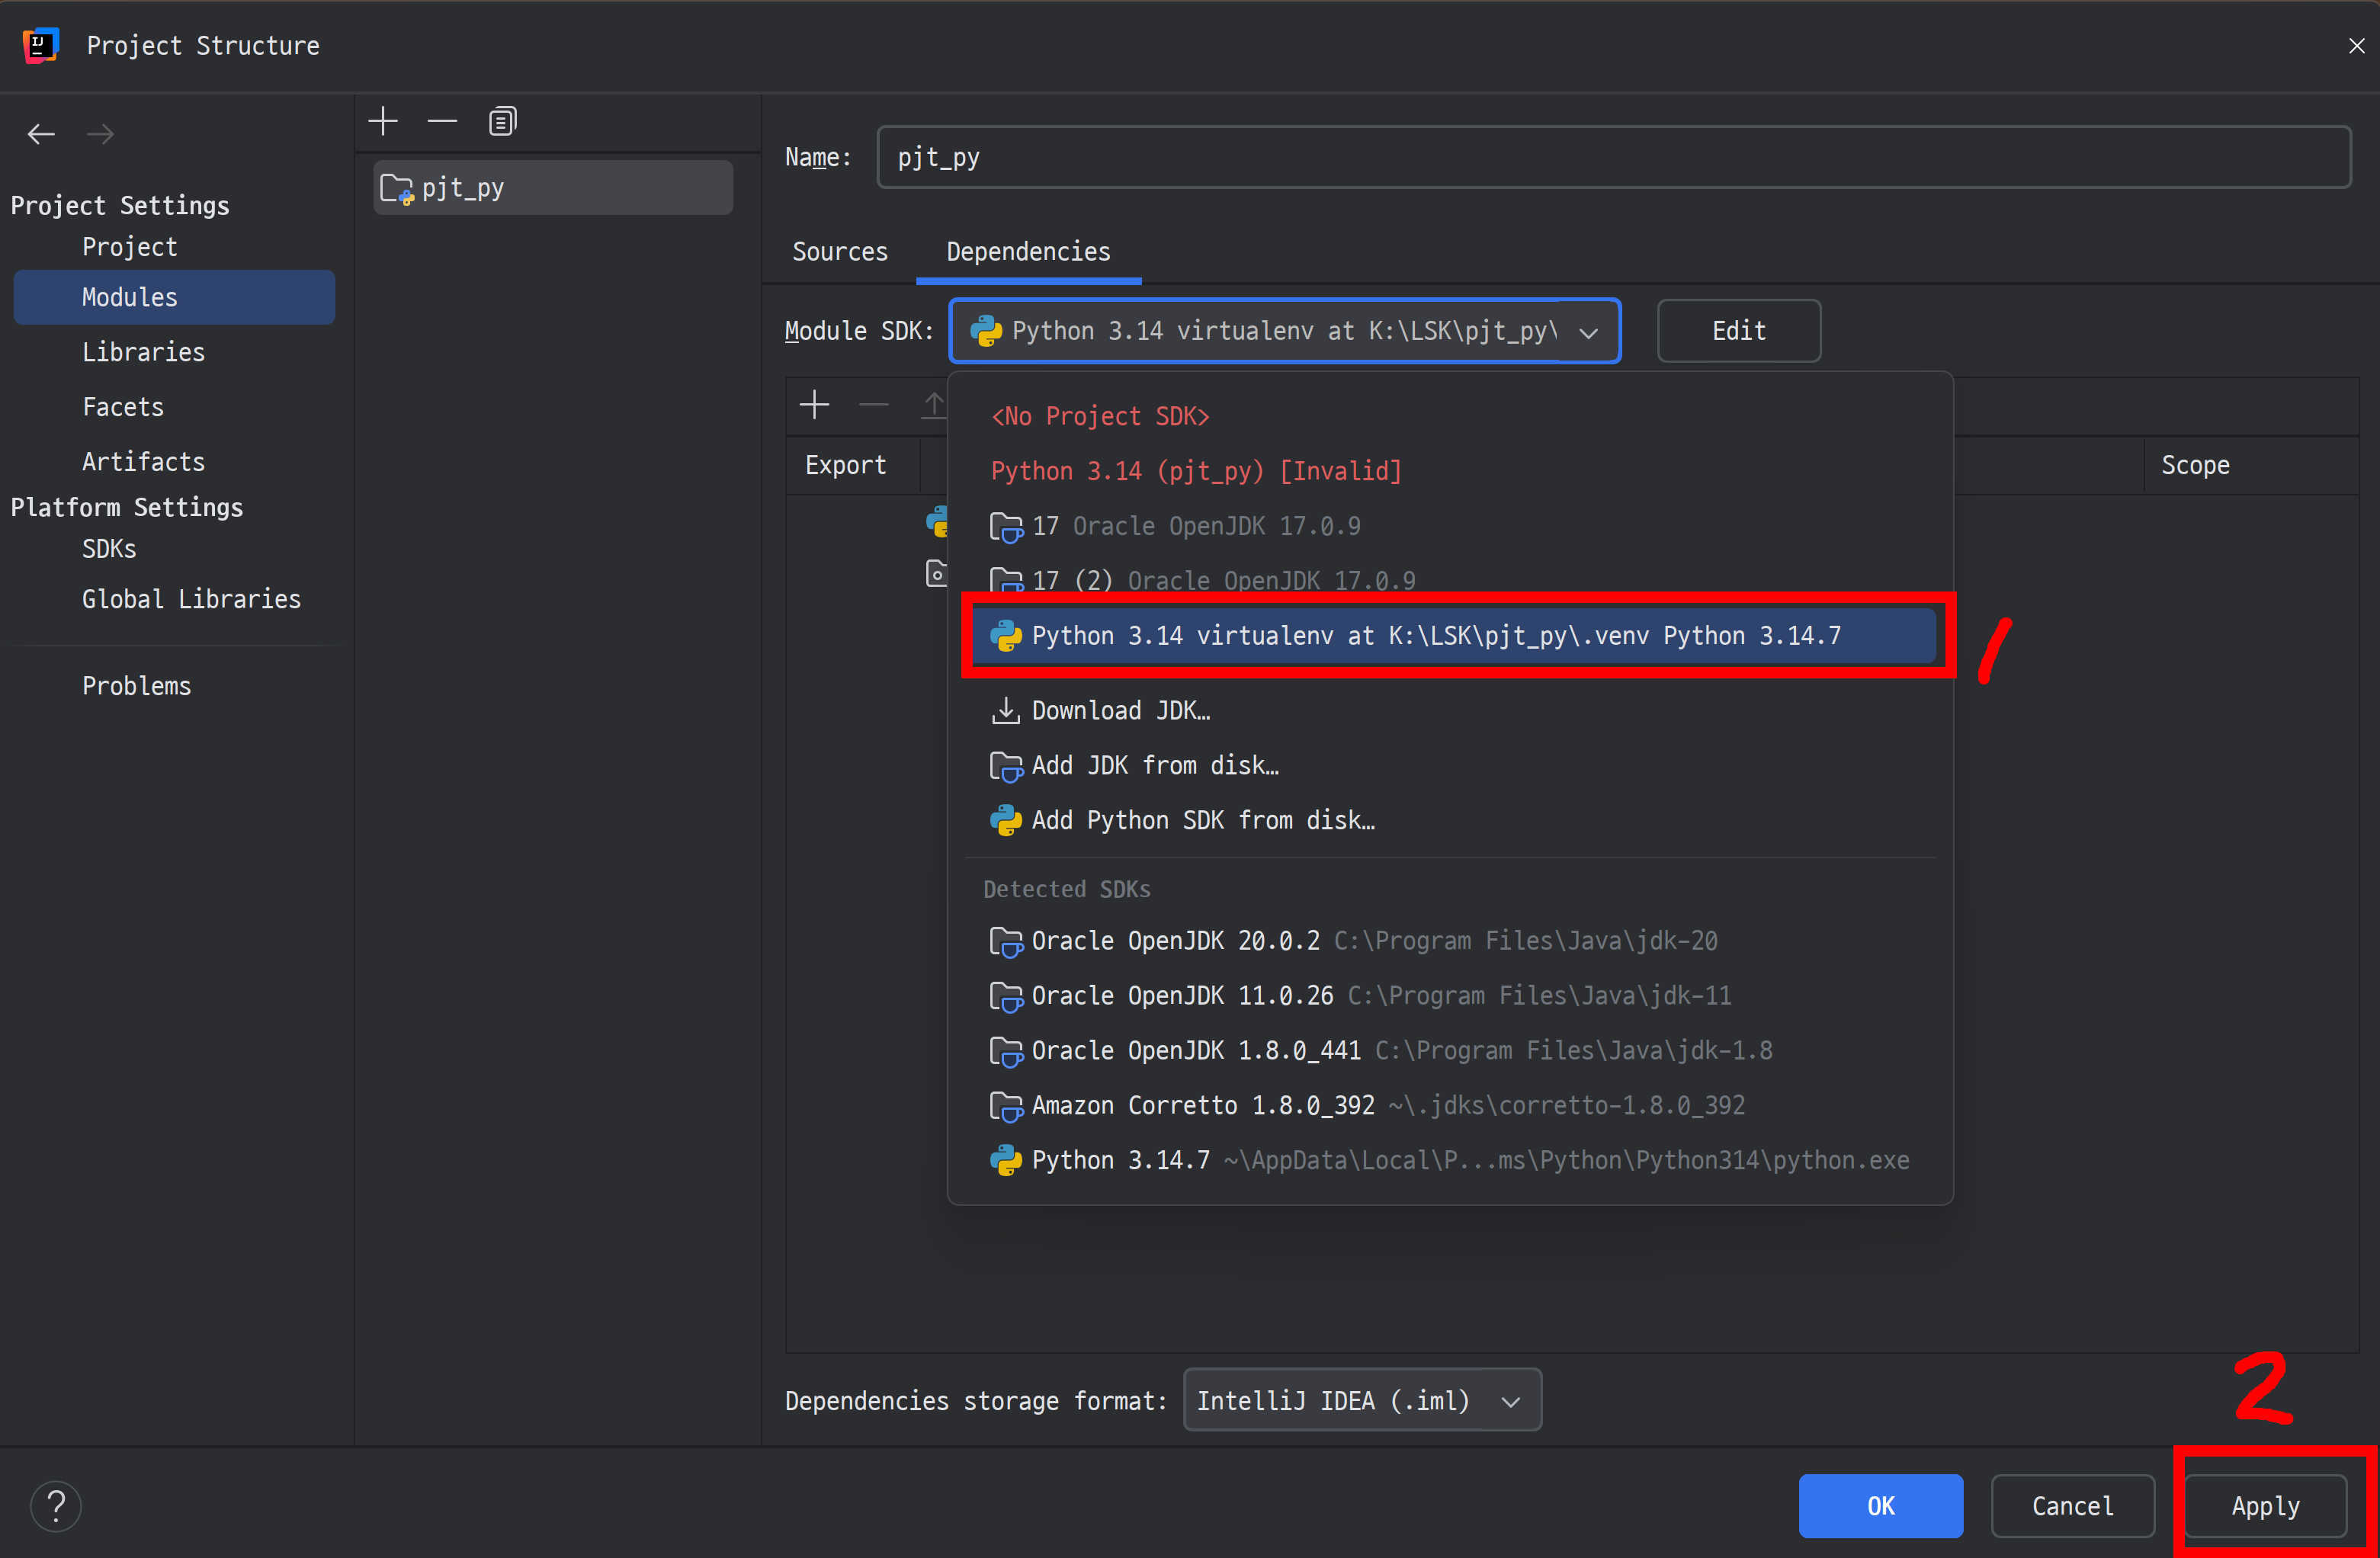 Project Structure
Project Settings
Project
Modules
Libraries
Facets
Artifacts
Platform Settings
SDKs
Global Libraries
Problems
pjt_py
Name: pjt_py
Sources Dependencies
Module SDK: Python 3.14 virtualenv at K:\LSK\pjt_py\ Edit
Export Scope
<No Project SDK>
Python 3.14 (pjt_py) [Invalid]
17 Oracle OpenJDK 17.0.9
17 (2) Oracle OpenJDK 17.0.9
Python 3.14 virtualenv at K:\LSK\pjt_py\.venv Python 3.14.7
1
Download JDK…
Add JDK from disk…
Add Python SDK from disk…
Detected SDKs
Oracle OpenJDK 20.0.2 C:\Program Files\Java\jdk-20
Oracle OpenJDK 11.0.26 C:\Program Files\Java\jdk-11
Oracle OpenJDK 1.8.0_441 C:\Program Files\Java\jdk-1.8
Amazon Corretto 1.8.0_392 ~\.jdks\corretto-1.8.0_392
Python 3.14.7 ~\AppData\Local\P...ms\Python\Python314\python.exe
Dependencies storage format: IntelliJ IDEA (.iml)
2
? OK Cancel Apply